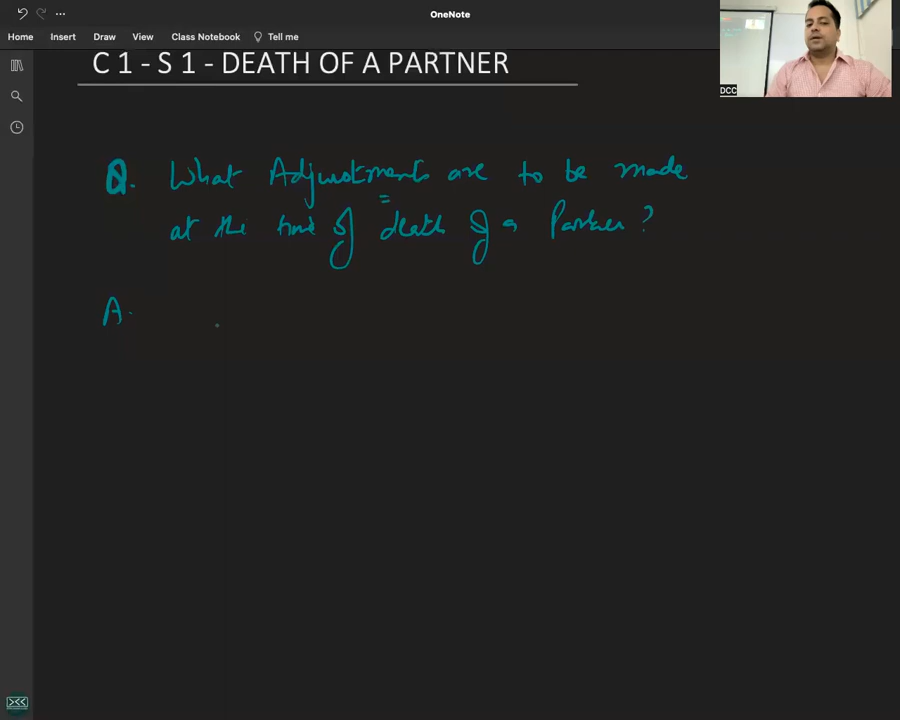 OneNote
Home Insert Draw View Class Notebook Tell me
C 1 - S 1 - DEATH OF A PARTNER
DCC
Q. What Adjustments are to be made
at the time of death of a Partner?
A.